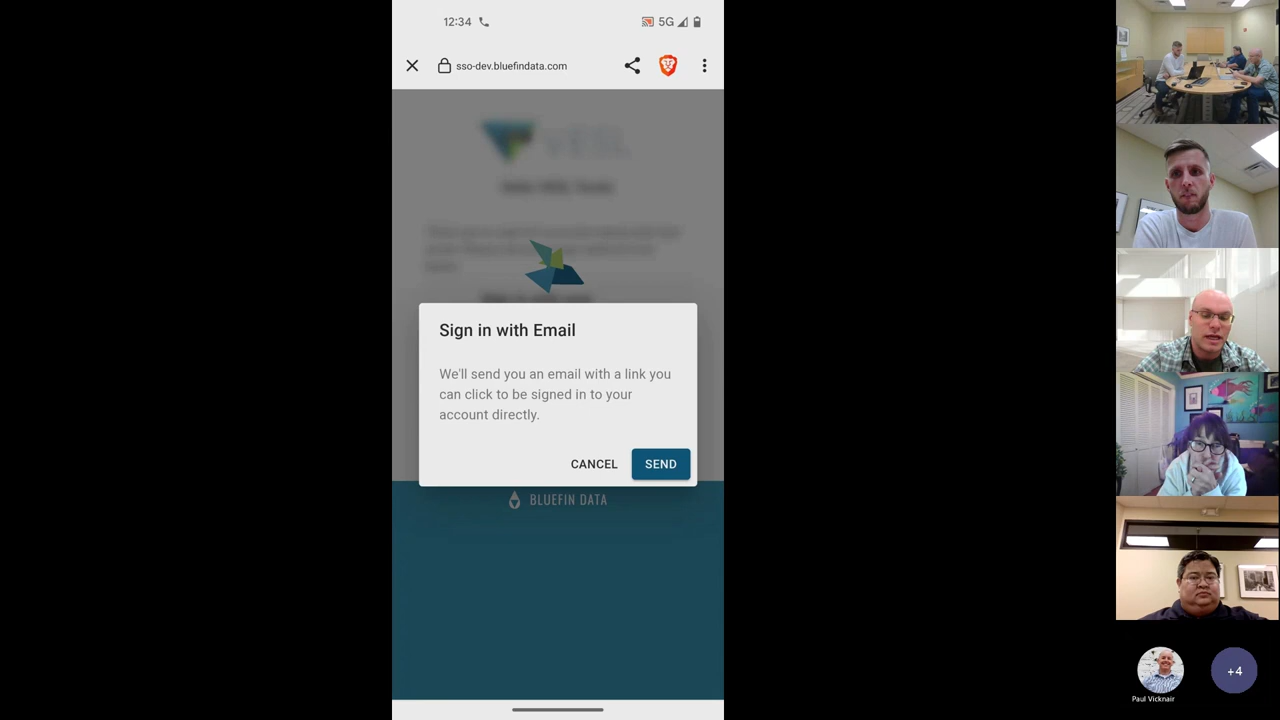 12:34
5G
sso-dev.bluefindata.com
VESL
Sign in with Email
We'll send you an email with a link you
can click to be signed in to your
account directly.
CANCEL
SEND
BLUEFIN DATA
Paul Vicknair
+4